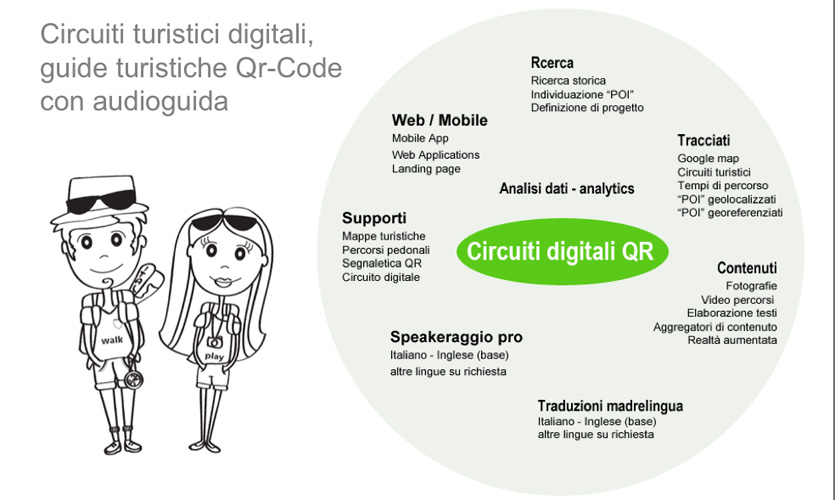 Circuiti turistici digitali,
guide turistiche Qr-Code
con audioguida
Rcerca
Ricerca storica
Individuazione “POI”
Definizione di progetto
Web / Mobile
Mobile App
Web Applications
Landing page
Tracciati
Google map
Circuiti turistici
Tempi di percorso
“POI” geolocalizzati
“POI” georeferenziati
Analisi dati - analytics
Supporti
Mappe turistiche
Percorsi pedonali
Segnaletica QR
Circuito digitale
Circuiti digitali QR
Contenuti
Fotografie
Video percorsi
Elaborazione testi
Aggregatori di contenuto
Realtà aumentata
Speakeraggio pro
Italiano - Inglese (base)
altre lingue su richiesta
Traduzioni madrelingua
Italiano - Inglese (base)
altre lingue su richiesta
walk
play